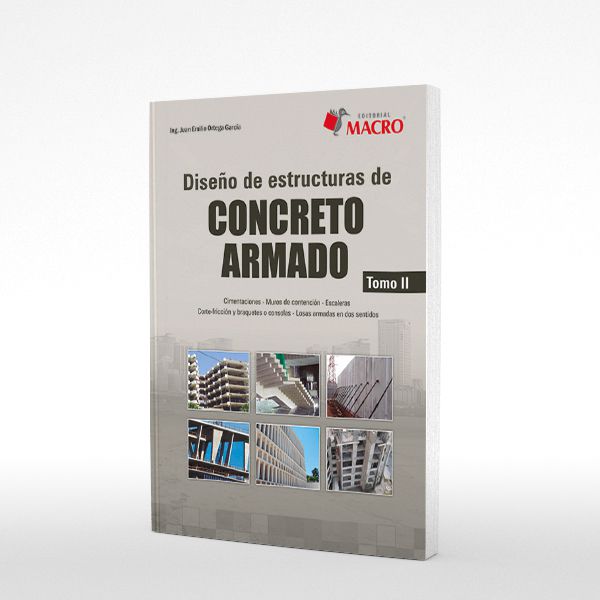 Ing. Juan Emilio Ortega García
EDITORIAL
MACRO®
Diseño de estructuras de
CONCRETO
ARMADO
Tomo II
Cimentaciones - Muros de contención - Escaleras
Corte-fricción y braquetes o consolas - Losas armadas en dos sentidos